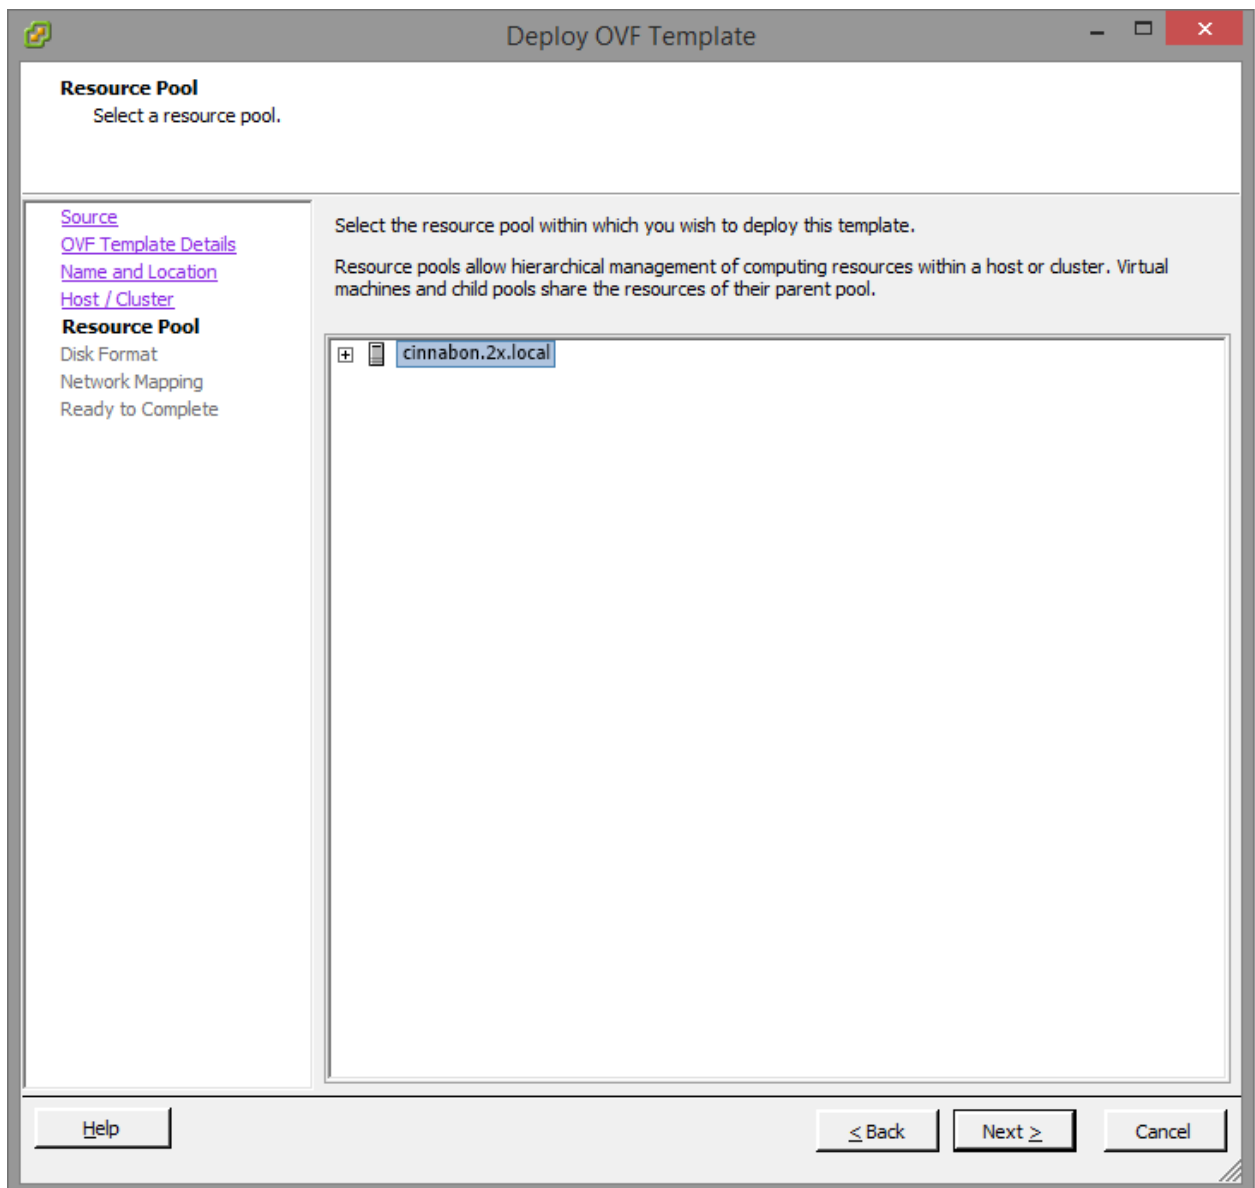 Deploy OVF Template
Resource Pool
Select a resource pool.
Source
OVF Template Details
Name and Location
Host / Cluster
Resource Pool
Disk Format
Network Mapping
Ready to Complete
Select the resource pool within which you wish to deploy this template.
Resource pools allow hierarchical management of computing resources within a host or cluster. Virtual
machines and child pools share the resources of their parent pool.
cinnabon.2x.local
Help
< Back
Next >
Cancel